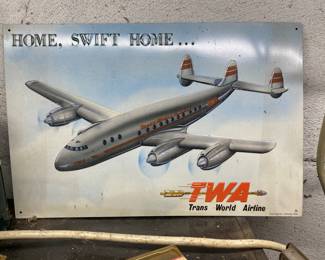 HOME, SWIFT HOME...
TWA
Trans World Airline